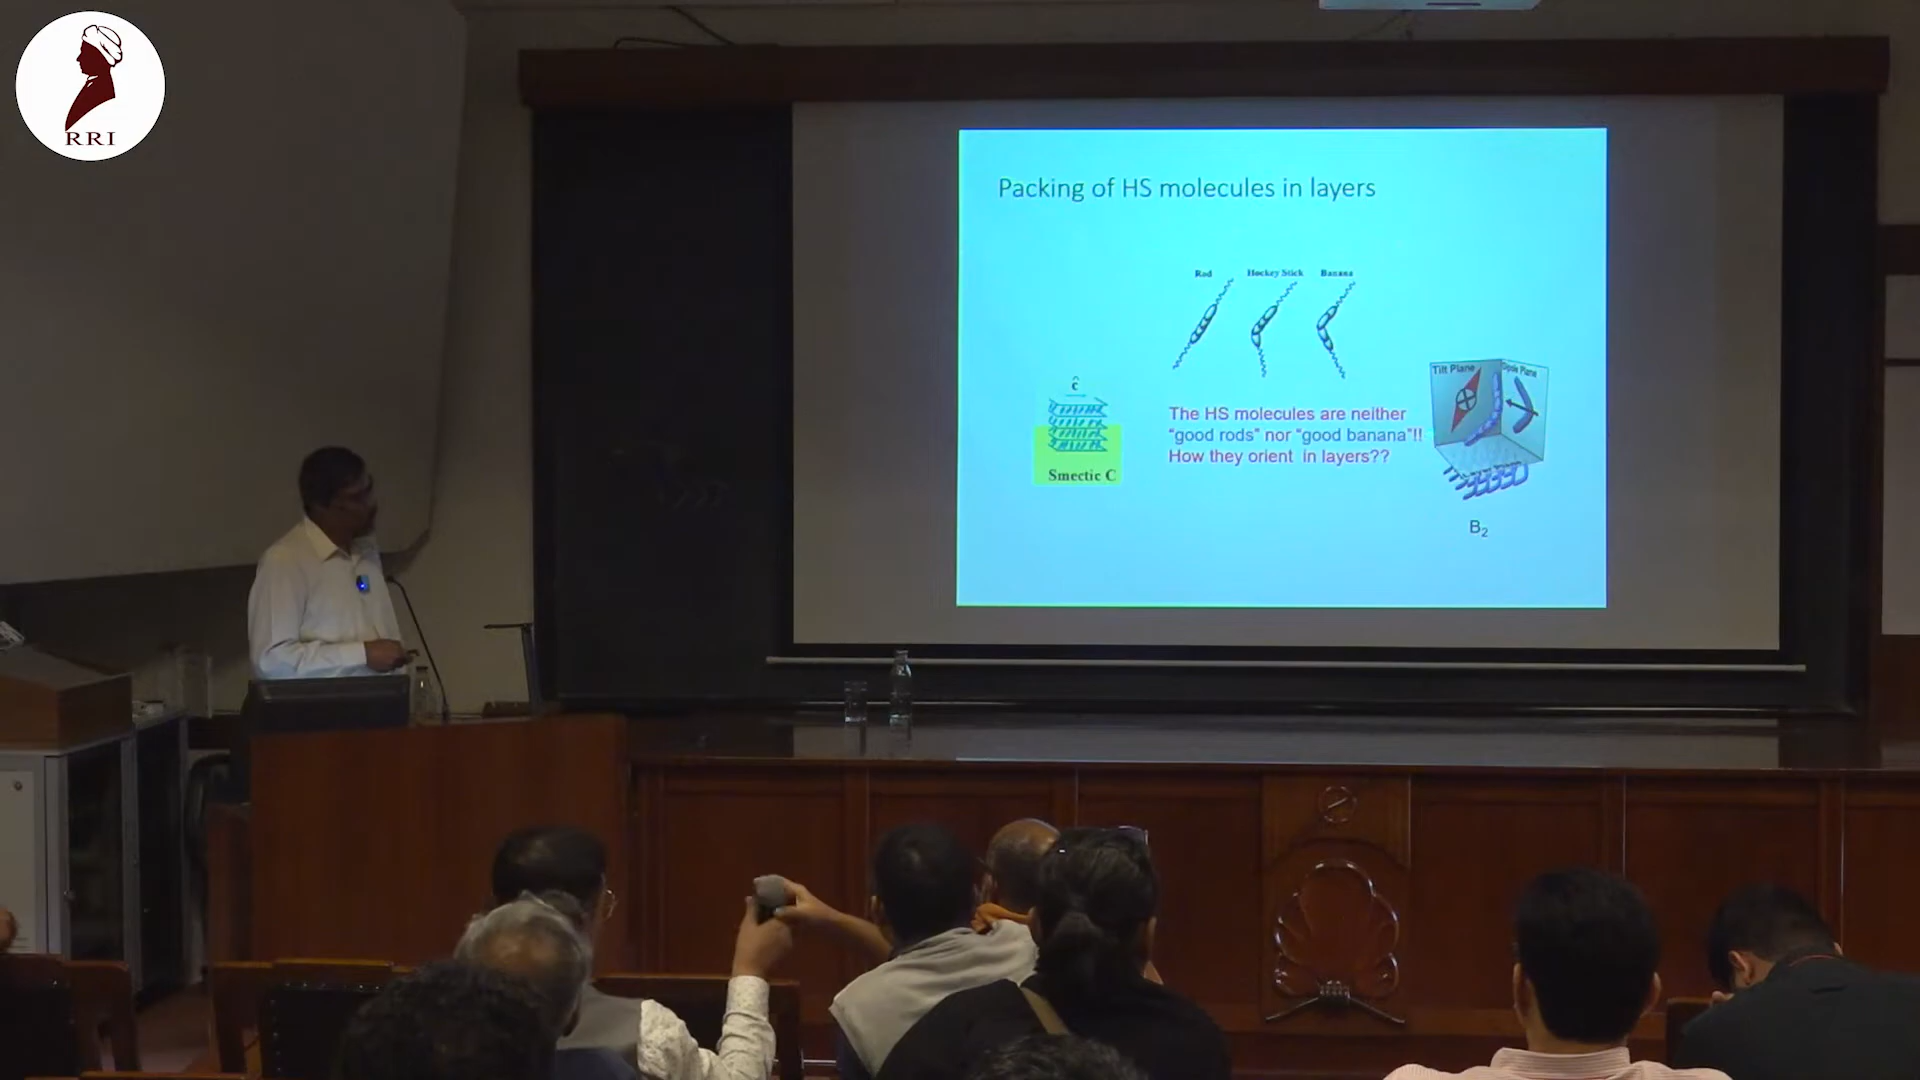 RRI
Packing of HS molecules in layers
Rod
Hockey Stick
Banana
ĉ
Smectic C
The HS molecules are neither
“good rods” nor “good banana”!!
How they orient in layers??
Tilt Plane
Dipole Plane
B₂